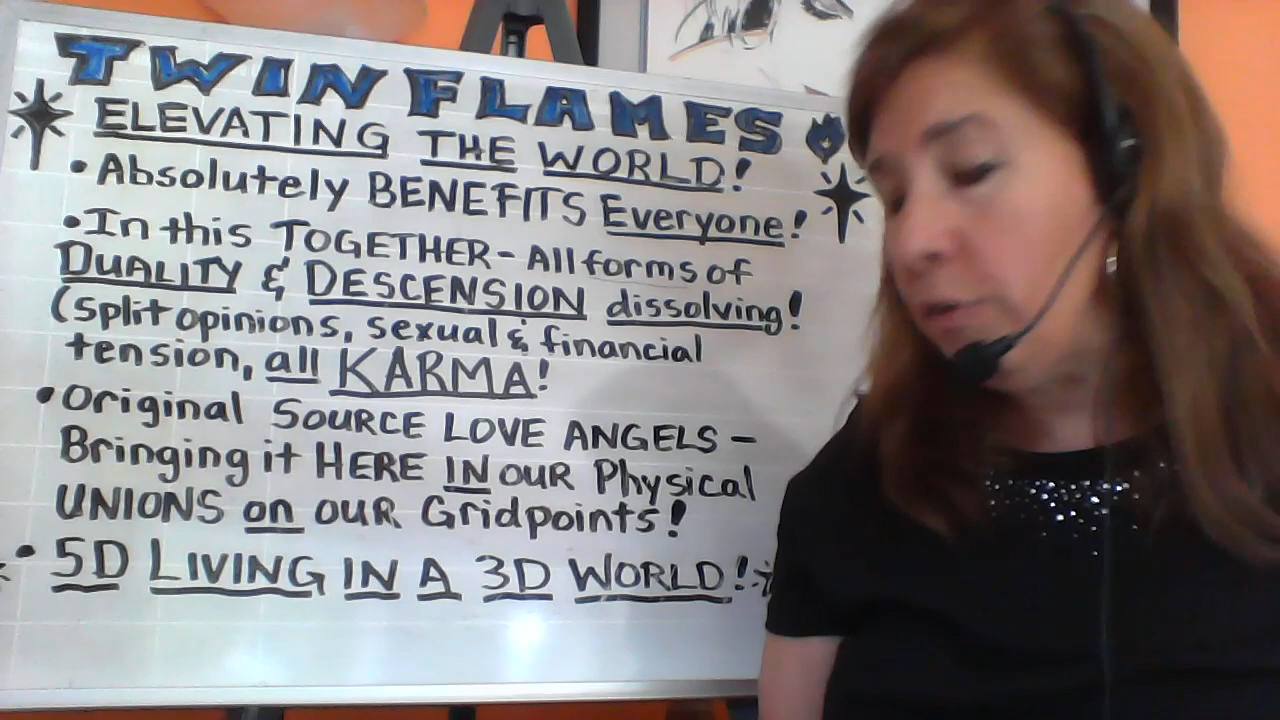 TWIN FLAMES
ELEVATING THE WORLD!
• Absolutely BENEFITS Everyone!
• In this TOGETHER - All forms of
DUALITY & DESCENSION dissolving!
(split opinions, sexual & financial
tension, all KARMA!
• Original SOURCE LOVE ANGELS -
Bringing it HERE IN OUR Physical
UNIONS on OUR Gridpoints!
• 5D LIVING IN A 3D WORLD!